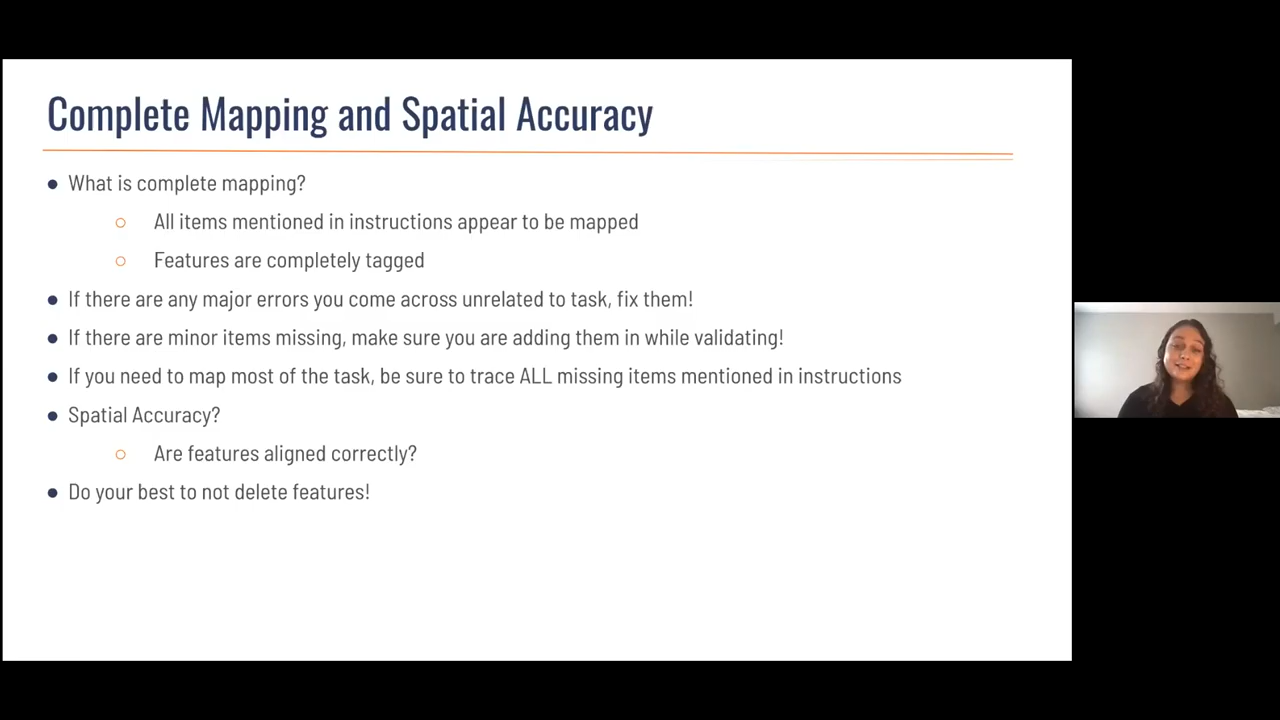 Complete Mapping and Spatial Accuracy
● What is complete mapping?
○ All items mentioned in instructions appear to be mapped
○ Features are completely tagged
● If there are any major errors you come across unrelated to task, fix them!
● If there are minor items missing, make sure you are adding them in while validating!
● If you need to map most of the task, be sure to trace ALL missing items mentioned in instructions
● Spatial Accuracy?
○ Are features aligned correctly?
● Do your best to not delete features!